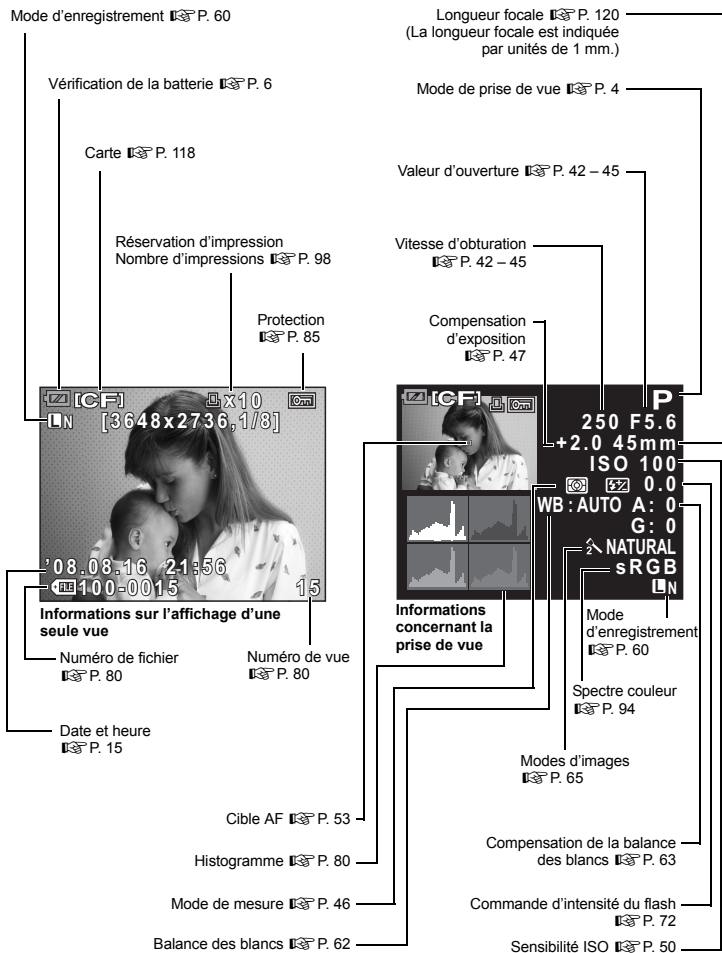 Mode d'enregistrement ☞ P. 60
Vérification de la batterie ☞ P. 6
Carte ☞ P. 118
Réservation d'impression
Nombre d'impressions ☞ P. 98
Protection
☞ P. 85
[CF] x10
LN [3648x2736,1/8]
'08.08.16 21:56
FILE 100-0015 15
Informations sur l'affichage d'une
seule vue
Numéro de fichier
☞ P. 80
Numéro de vue
☞ P. 80
Date et heure
☞ P. 15
Longueur focale ☞ P. 120
(La longueur focale est indiquée
par unités de 1 mm.)
Mode de prise de vue ☞ P. 4
Valeur d'ouverture ☞ P. 42 – 45
Vitesse d'obturation
☞ P. 42 – 45
Compensation
d'exposition
☞ P. 47
[CF] P
250 F5.6
+2.0 45mm
ISO 100
0.0
WB : AUTO A: 0
G: 0
2 NATURAL
sRGB
LN
Informations
concernant la
prise de vue
Mode
d'enregistrement
☞ P. 60
Spectre couleur
☞ P. 94
Modes d'images
☞ P. 65
Cible AF ☞ P. 53
Histogramme ☞ P. 80
Mode de mesure ☞ P. 46
Balance des blancs ☞ P. 62
Compensation de la balance
des blancs ☞ P. 63
Commande d'intensité du flash
☞ P. 72
Sensibilité ISO ☞ P. 50